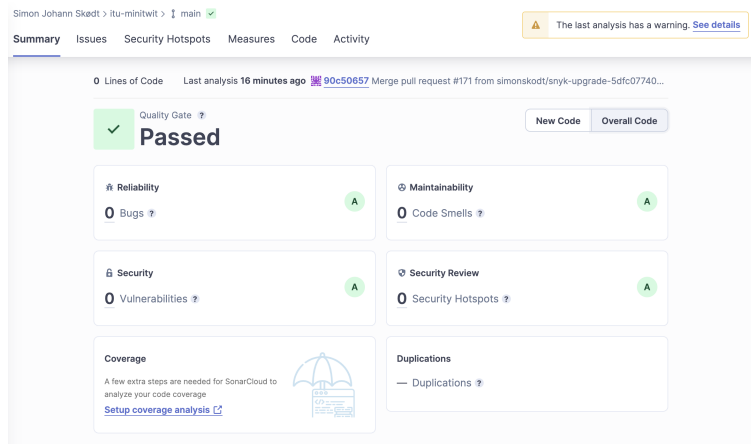 Simon Johann Skødt > itu-minitwit > main
The last analysis has a warning. See details
Summary Issues Security Hotspots Measures Code Activity
0 Lines of Code Last analysis 16 minutes ago 90c50657 Merge pull request #171 from simonskodt/snyk-upgrade-5dfc07740...
Quality Gate ?
Passed
New Code Overall Code
Reliability
0 Bugs ?
A
Maintainability
0 Code Smells ?
A
Security
0 Vulnerabilities ?
A
Security Review
0 Security Hotspots ?
A
Coverage
A few extra steps are needed for SonarCloud to
analyze your code coverage
Setup coverage analysis
Duplications
— Duplications ?